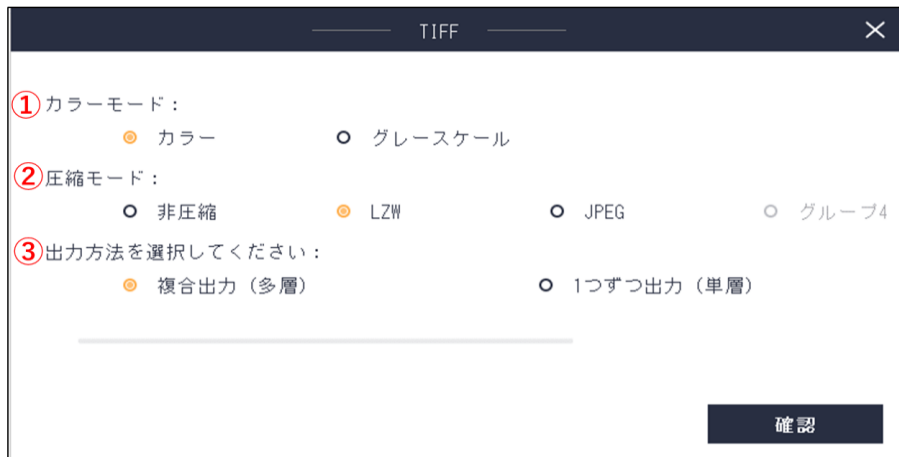 TIFF
①カラーモード：
カラー グレースケール
②圧縮モード：
非圧縮 LZW JPEG グループ4
③出力方法を選択してください：
複合出力（多層） 1つずつ出力（単層）
確認